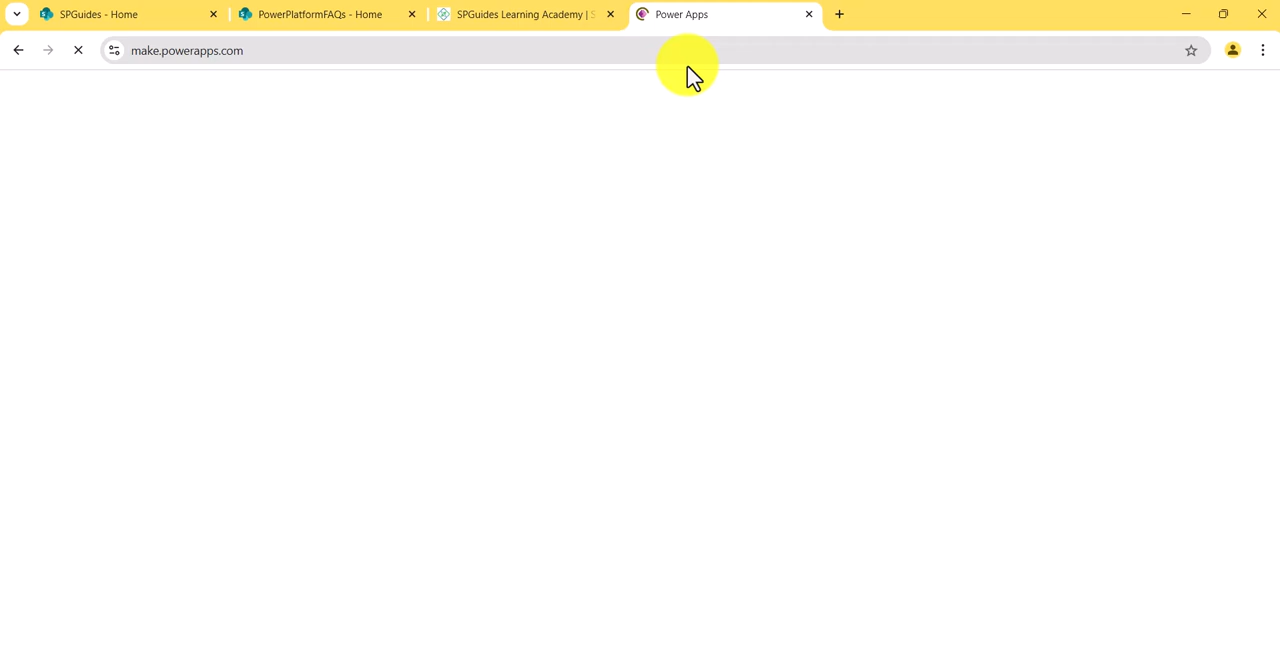 SPGuides - Home
PowerPlatformFAQs - Home
SPGuides Learning Academy | S
Power Apps
make.powerapps.com